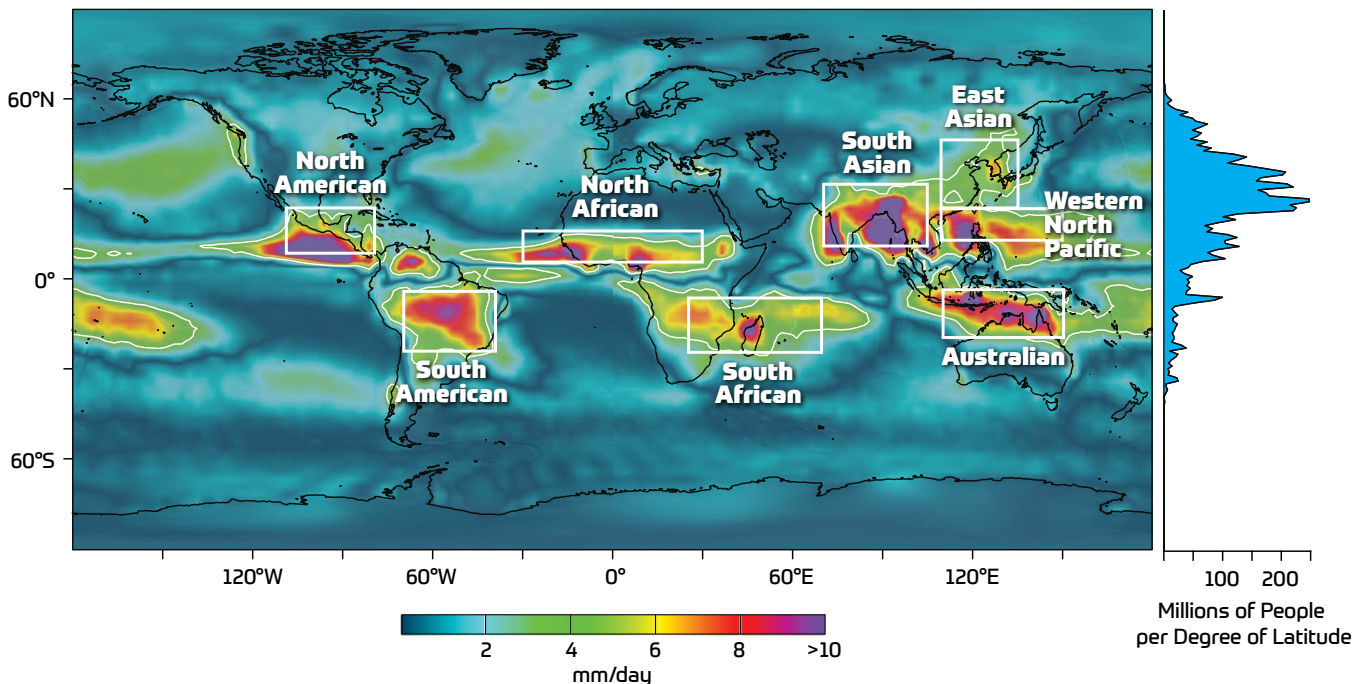 60°N
0°
60°S
120°W
60°W
0°
60°E
120°E
North
American
North
African
South
Asian
East
Asian
Western
North
Pacific
South
American
South
African
Australian
2
4
6
8
>10
mm/day
100
200
Millions of People
per Degree of Latitude